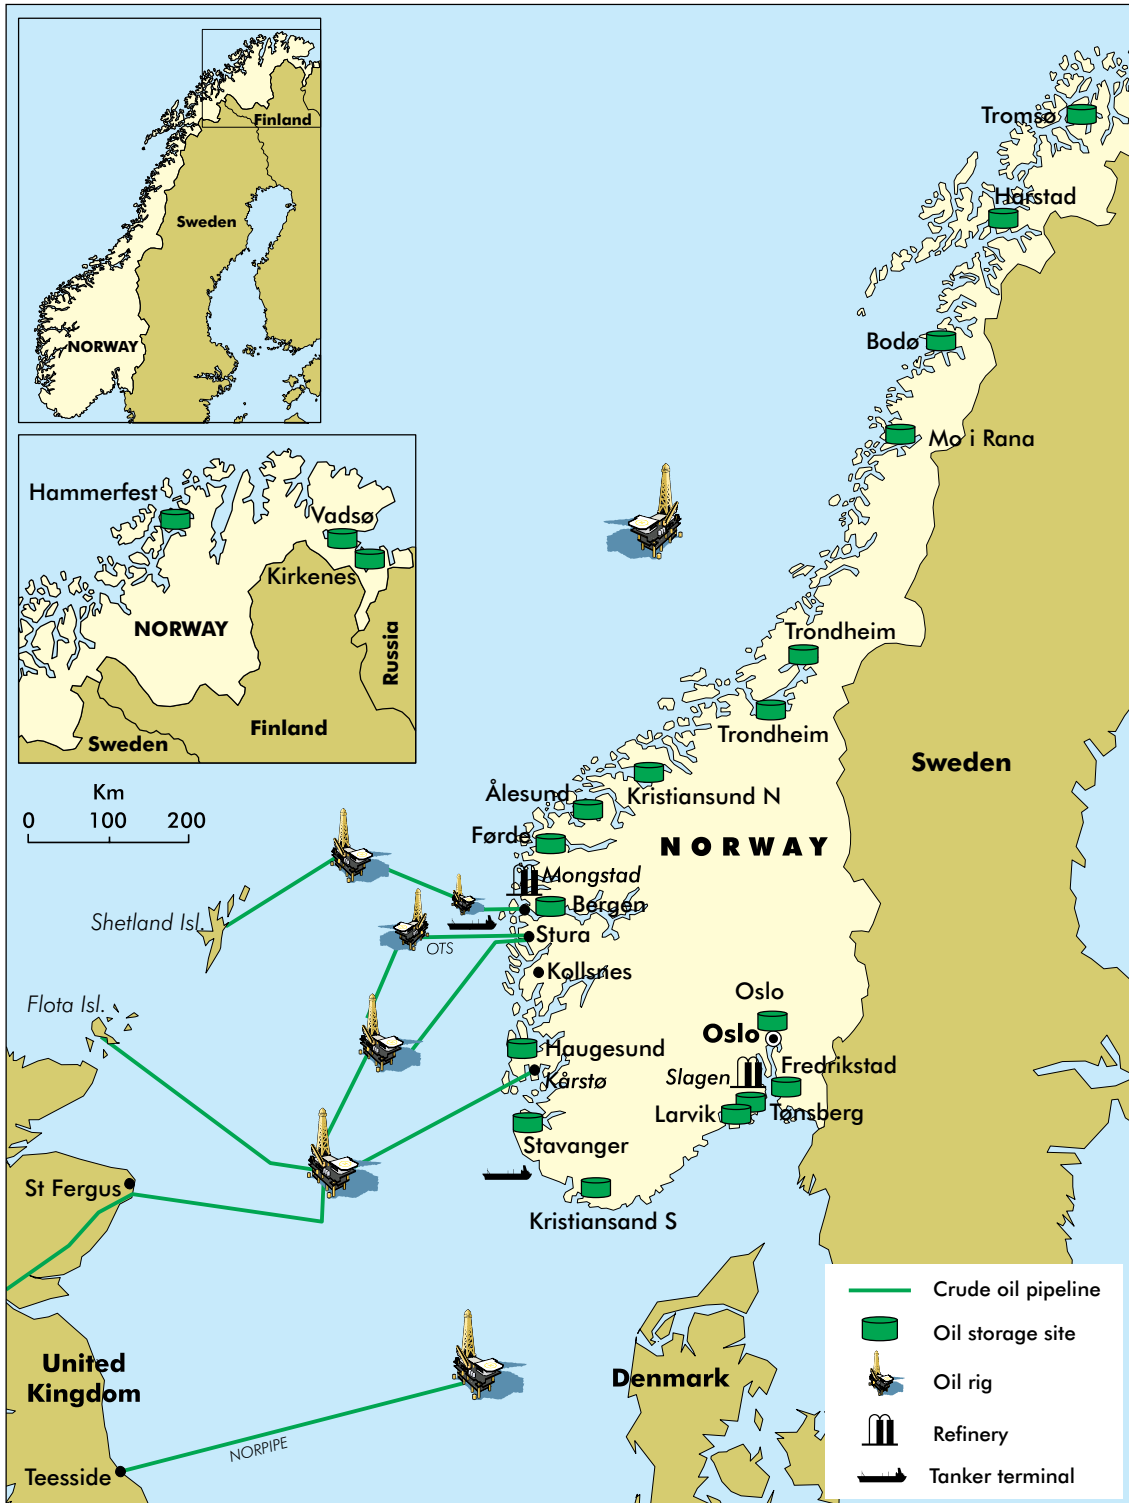 Finland
Sweden
NORWAY
Hammerfest
Vadsø
Kirkenes
NORWAY
Russia
Finland
Sweden
Km
0 100 200
Tromsø
Harstad
Bodø
Mo i Rana
Trondheim
Trondheim
Sweden
Kristiansund N
Ålesund
NORWAY
Førde
Mongstad
Bergen
Shetland Isl.
Stura
OTS
Kollsnes
Flota Isl.
Oslo
Oslo
Haugesund
Fredrikstad
Slagen
Kårstø
Larvik
Tønsberg
Stavanger
St Fergus
Kristiansand S
United
Kingdom
Denmark
NORPIPE
Teesside
Crude oil pipeline
Oil storage site
Oil rig
Refinery
Tanker terminal